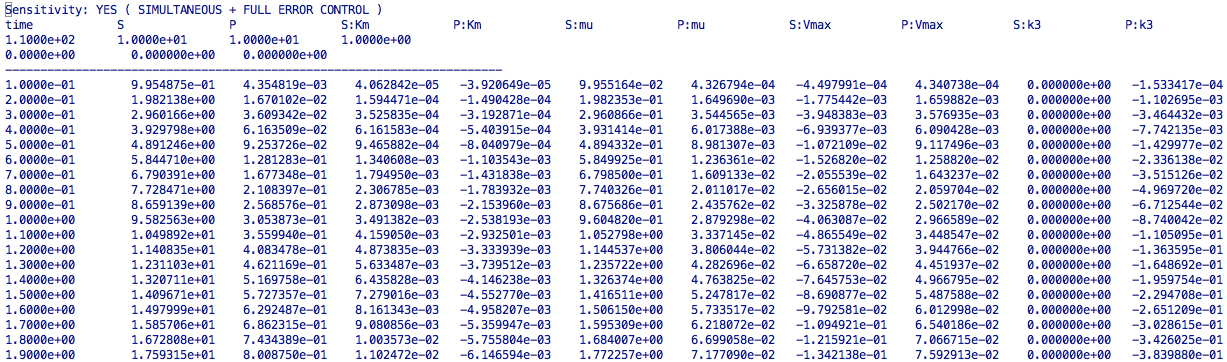 Sensitivity: YES ( SIMULTANEOUS + FULL ERROR CONTROL )
time S P S:Km P:Km S:mu P:mu S:Vmax P:Vmax S:k3 P:k3
1.1000e+02 1.0000e+01 1.0000e+01 1.0000e+00
0.0000e+00 0.000000e+00 0.000000e+00
----------------------------------------------------------------------
1.0000e-01 9.954875e-01 4.354819e-03 4.062842e-05 -3.920649e-05 9.955164e-02 4.326794e-04 -4.497991e-04 4.340738e-04 0.000000e+00 -1.533417e-04
2.0000e-01 1.982138e+00 1.670102e-02 1.594471e-04 -1.490428e-04 1.982353e-01 1.649690e-03 -1.775442e-03 1.659882e-03 0.000000e+00 -1.102695e-03
3.0000e-01 2.960166e+00 3.609342e-02 3.525835e-04 -3.192871e-04 2.960866e-01 3.544565e-03 -3.948383e-03 3.576935e-03 0.000000e+00 -3.464432e-03
4.0000e-01 3.929798e+00 6.163509e-02 6.161583e-04 -5.403915e-04 3.931414e-01 6.017388e-03 -6.939377e-03 6.090428e-03 0.000000e+00 -7.742135e-03
5.0000e-01 4.891246e+00 9.253726e-02 9.465882e-04 -8.040979e-04 4.894332e-01 8.981307e-03 -1.072109e-02 9.117496e-03 0.000000e+00 -1.429977e-02
6.0000e-01 5.844710e+00 1.281283e-01 1.340608e-03 -1.103543e-03 5.849925e-01 1.236361e-02 -1.526820e-02 1.258820e-02 0.000000e+00 -2.336138e-02
7.0000e-01 6.790391e+00 1.677348e-01 1.794950e-03 -1.431838e-03 6.798500e-01 1.609133e-02 -2.055539e-02 1.643237e-02 0.000000e+00 -3.515126e-02
8.0000e-01 7.728471e+00 2.108397e-01 2.306785e-03 -1.783932e-03 7.740326e-01 2.011017e-02 -2.656015e-02 2.059704e-02 0.000000e+00 -4.969720e-02
9.0000e-01 8.659139e+00 2.568576e-01 2.873098e-03 -2.153960e-03 8.675686e-01 2.435762e-02 -3.325878e-02 2.502170e-02 0.000000e+00 -6.712544e-02
1.0000e+00 9.582563e+00 3.053873e-01 3.491382e-03 -2.538193e-03 9.604820e-01 2.879298e-02 -4.063087e-02 2.966589e-02 0.000000e+00 -8.740042e-02
1.1000e+00 1.049892e+01 3.559940e-01 4.159050e-03 -2.932501e-03 1.052798e+00 3.337145e-02 -4.865549e-02 3.448547e-02 0.000000e+00 -1.105095e-01
1.2000e+00 1.140835e+01 4.083478e-01 4.873835e-03 -3.333939e-03 1.144537e+00 3.806044e-02 -5.731382e-02 3.944766e-02 0.000000e+00 -1.363595e-01
1.3000e+00 1.231103e+01 4.621169e-01 5.633487e-03 -3.739512e-03 1.235722e+00 4.282696e-02 -6.658720e-02 4.451937e-02 0.000000e+00 -1.648692e-01
1.4000e+00 1.320711e+01 5.169758e-01 6.435828e-03 -4.146238e-03 1.326374e+00 4.763825e-02 -7.645753e-02 4.966795e-02 0.000000e+00 -1.959754e-01
1.5000e+00 1.409671e+01 5.727357e-01 7.279016e-03 -4.552770e-03 1.416511e+00 5.247817e-02 -8.690877e-02 5.487588e-02 0.000000e+00 -2.294708e-01
1.6000e+00 1.497999e+01 6.292487e-01 8.161343e-03 -4.958207e-03 1.506150e+00 5.733517e-02 -9.792581e-02 6.012998e-02 0.000000e+00 -2.651209e-01
1.7000e+00 1.585706e+01 6.862315e-01 9.080856e-03 -5.359947e-03 1.595309e+00 6.218072e-02 -1.094921e-01 6.540186e-02 0.000000e+00 -3.028615e-01
1.8000e+00 1.672808e+01 7.434389e-01 1.003573e-02 -5.755804e-03 1.684007e+00 6.699058e-02 -1.215921e-01 7.066715e-02 0.000000e+00 -3.426025e-01
1.9000e+00 1.759315e+01 8.008750e-01 1.102472e-02 -6.146594e-03 1.772257e+00 7.177090e-02 -1.342138e-01 7.592913e-02 0.000000e+00 -3.839880e-01